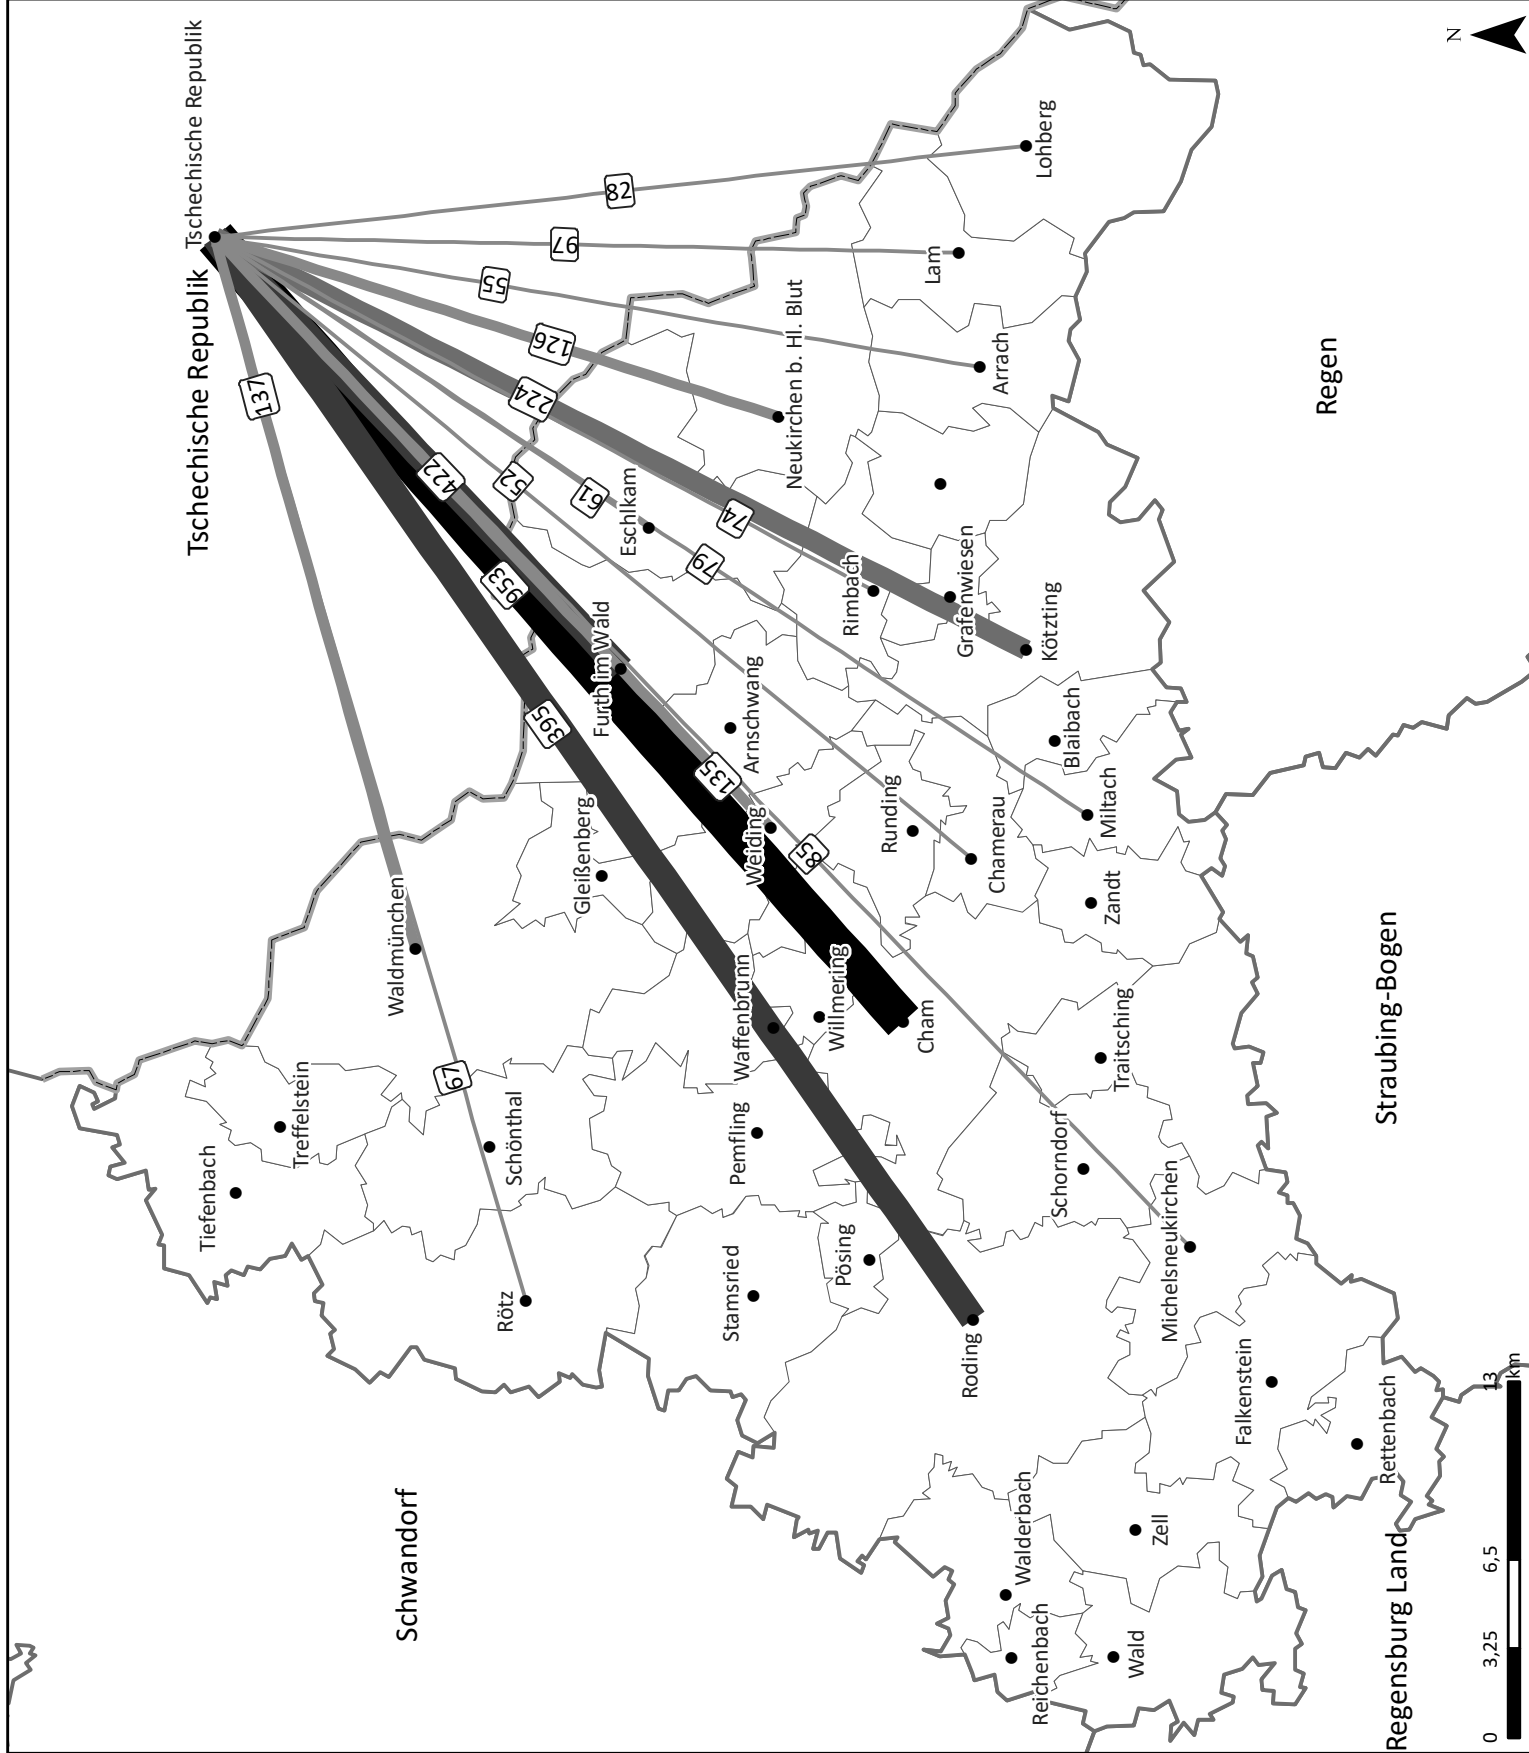 Tschechische Republik
Tschechische Republik
137
82
97
55
126
224
422
52
61
953
74
79
395
135
85
67
Lohberg
Lam
Arrach
Neukirchen b. Hl. Blut
Eschlkam
Rimbach
Grafenwiesen
Kötzting
Furth im Wald
Arnschwang
Blaibach
Miltach
Gleißenberg
Weiding
Runding
Chamerau
Zandt
Waldmünchen
Waffenbrunn
Willmering
Cham
Traitsching
Treffelstein
Tiefenbach
Schönthal
Pemfling
Schorndorf
Rötz
Stamsried
Pösing
Michelsneukirchen
Roding
Falkenstein
Rettenbach
Walderbach
Zell
Reichenbach
Wald
Schwandorf
Regen
Straubing-Bogen
Regensburg Land
N
0
3,25
6,5
13
km